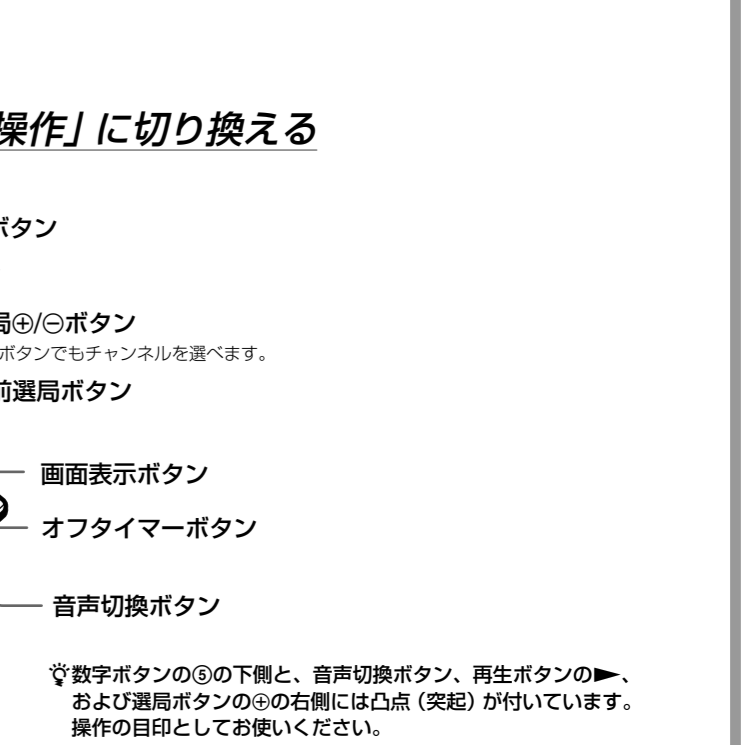 操作」に切り換える
ボタン
局⊕/⊖ボタン
ボタンでもチャンネルを選べます。
前選局ボタン
画面表示ボタン
オフタイマーボタン
音声切換ボタン
数字ボタンの⑤の下側と、音声切換ボタン、再生ボタンの►、
および選局ボタンの⊕の右側には凸点（突起）が付いています。
操作の目印としてお使いください。